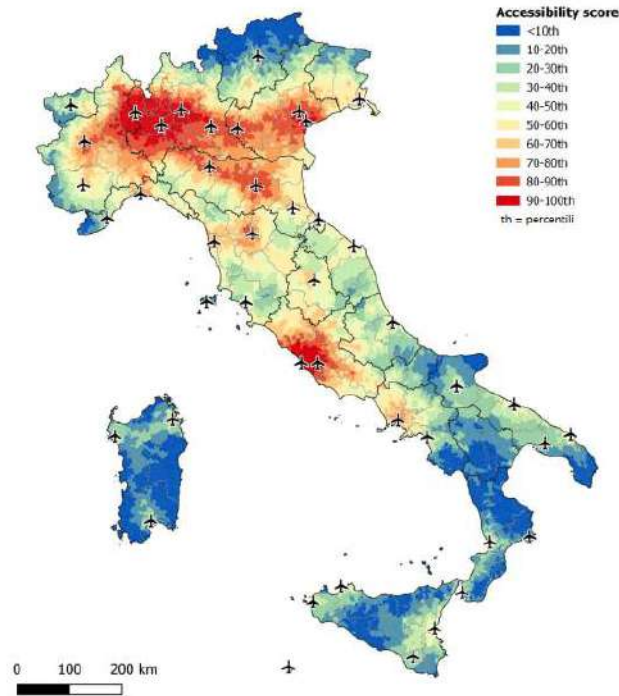 Accessibility score
<10th
10-20th
20-30th
30-40th
40-50th
50-60th
60-70th
70-80th
80-90th
90-100th
th = percentili
0 100 200 km